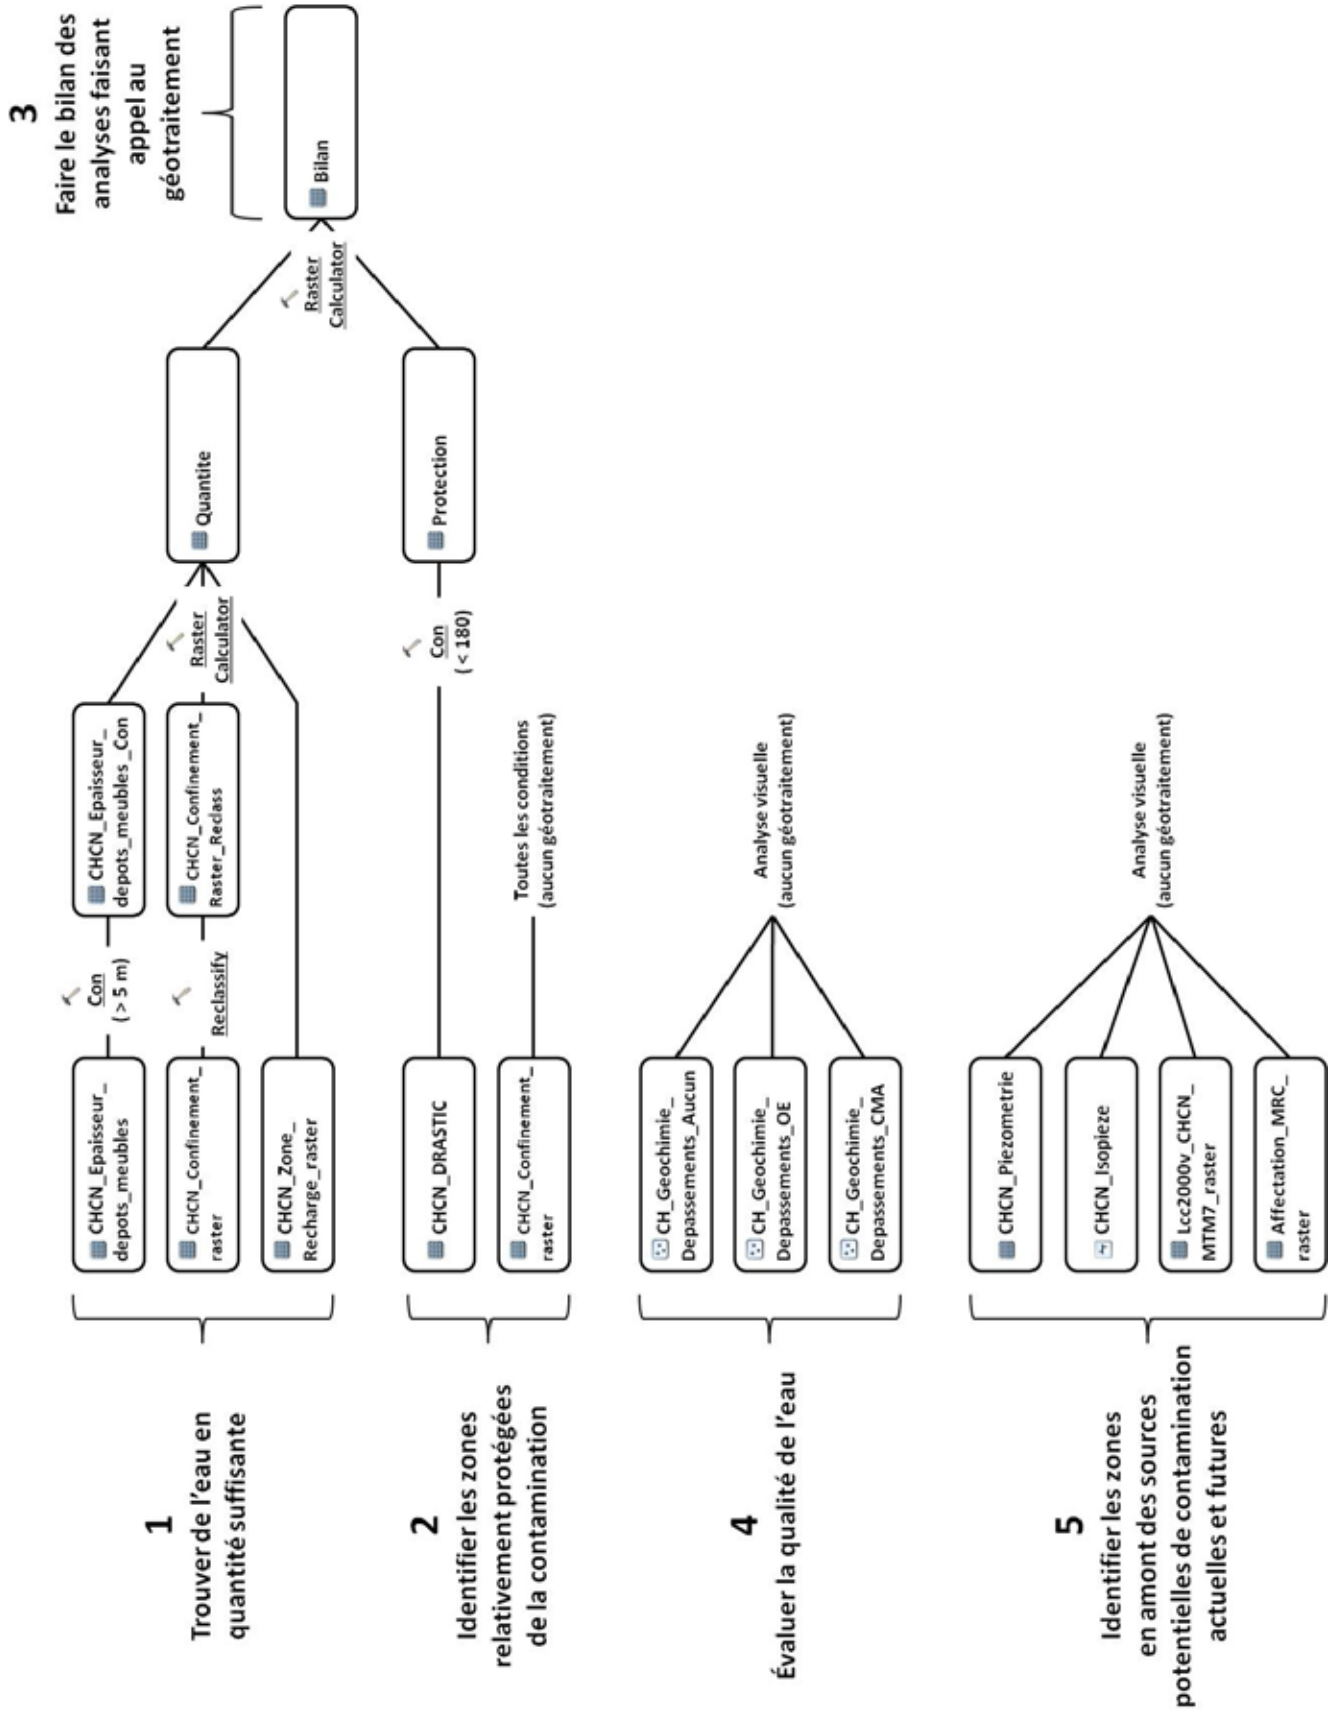 1
Trouver de l'eau en
quantité suffisante
CHCN_Epaisseur_
depots_meubles
Con
( > 5 m)
CHCN_Epaisseur_
depots_meubles_Con
CHCN_Confinement_
raster
Reclassify
CHCN_Confinement_
Raster_Reclass
CHCN_Zone_
Recharge_raster
Raster
Calculator
Quantite
2
Identifier les zones
relativement protégées
de la contamination
CHCN_DRASTIC
Con
( < 180)
Protection
CHCN_Confinement_
raster
Toutes les conditions
(aucun géotraitement)
Raster
Calculator
3
Faire le bilan des
analyses faisant
appel au
géotraitement
Bilan
4
Évaluer la qualité de l'eau
CH_Geochimie_
Depassements_Aucun
CH_Geochimie_
Depassements_OE
CH_Geochimie_
Depassements_CMA
Analyse visuelle
(aucun géotraitement)
5
Identifier les zones
en amont des sources
potentielles de contamination
actuelles et futures
CHCN_Piezometrie
CHCN_Isopieze
Lcc2000v_CHCN_
MTM7_raster
Affectation_MRC_
raster
Analyse visuelle
(aucun géotraitement)